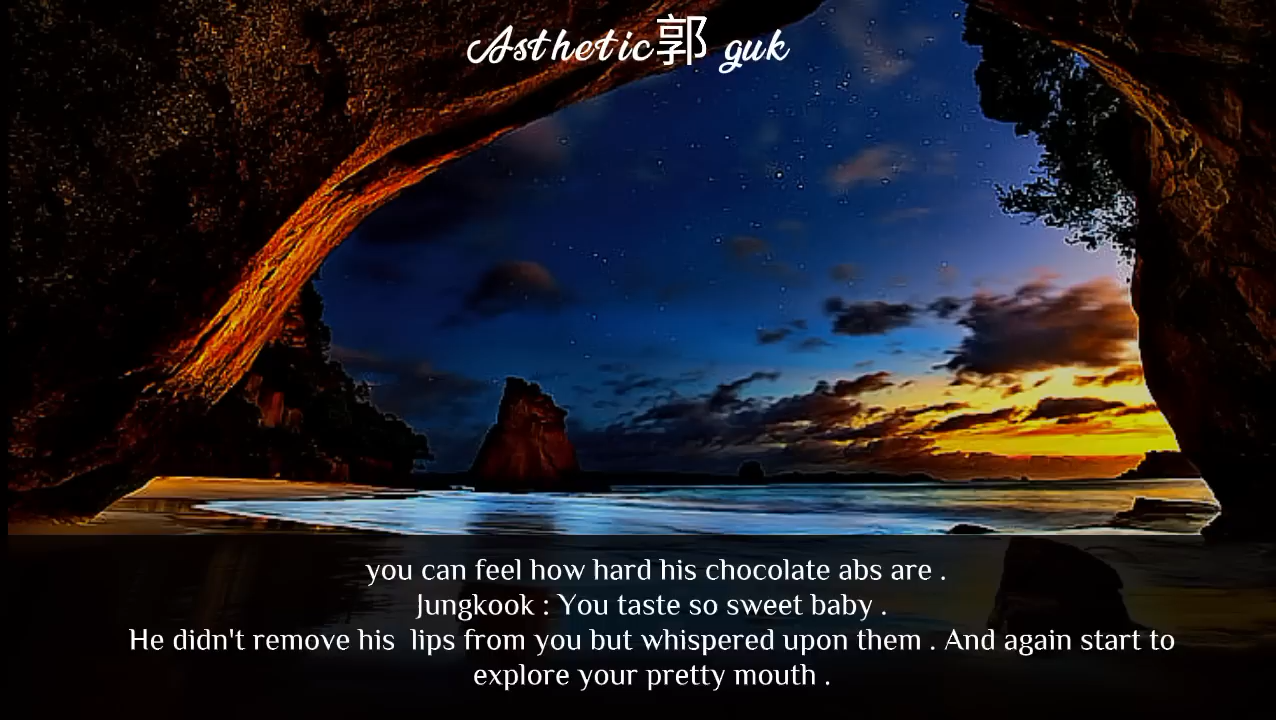 Asthetic郭 guk
you can feel how hard his chocolate abs are .
Jungkook : You taste so sweet baby .
He didn't remove his  lips from you but whispered upon them . And again start to
explore your pretty mouth .